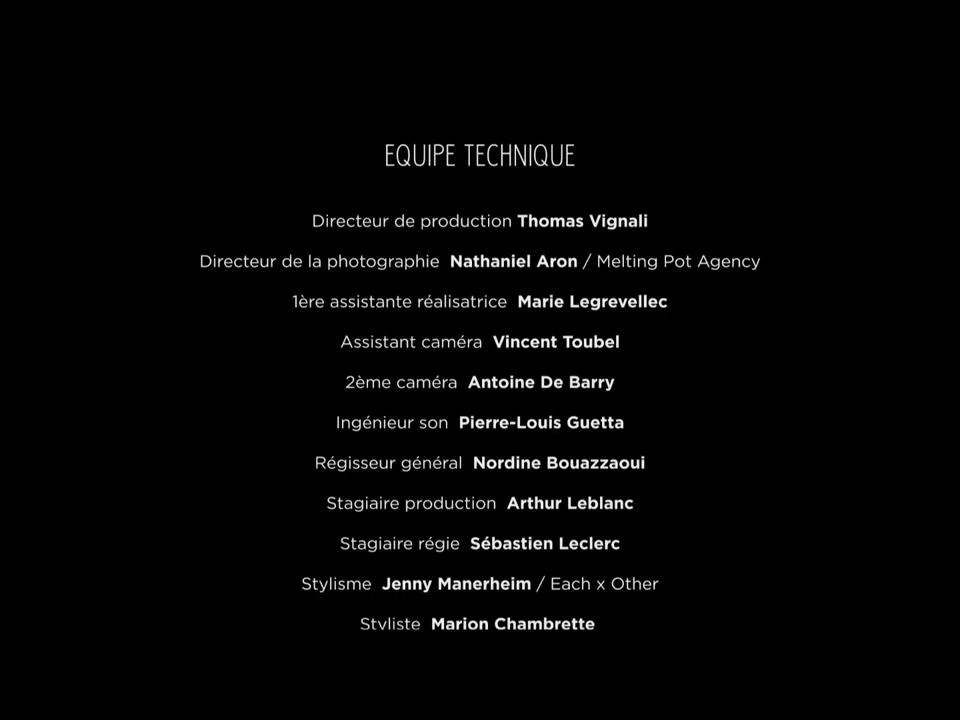 EQUIPE TECHNIQUE
Directeur de production Thomas Vignali
Directeur de la photographie Nathaniel Aron / Melting Pot Agency
1ère assistante réalisatrice Marie Legrevellec
Assistant caméra Vincent Toubel
2ème caméra Antoine De Barry
Ingénieur son Pierre-Louis Guetta
Régisseur général Nordine Bouazzaoui
Stagiaire production Arthur Leblanc
Stagiaire régie Sébastien Leclerc
Stylisme Jenny Manerheim / Each x Other
Styliste Marion Chambrette